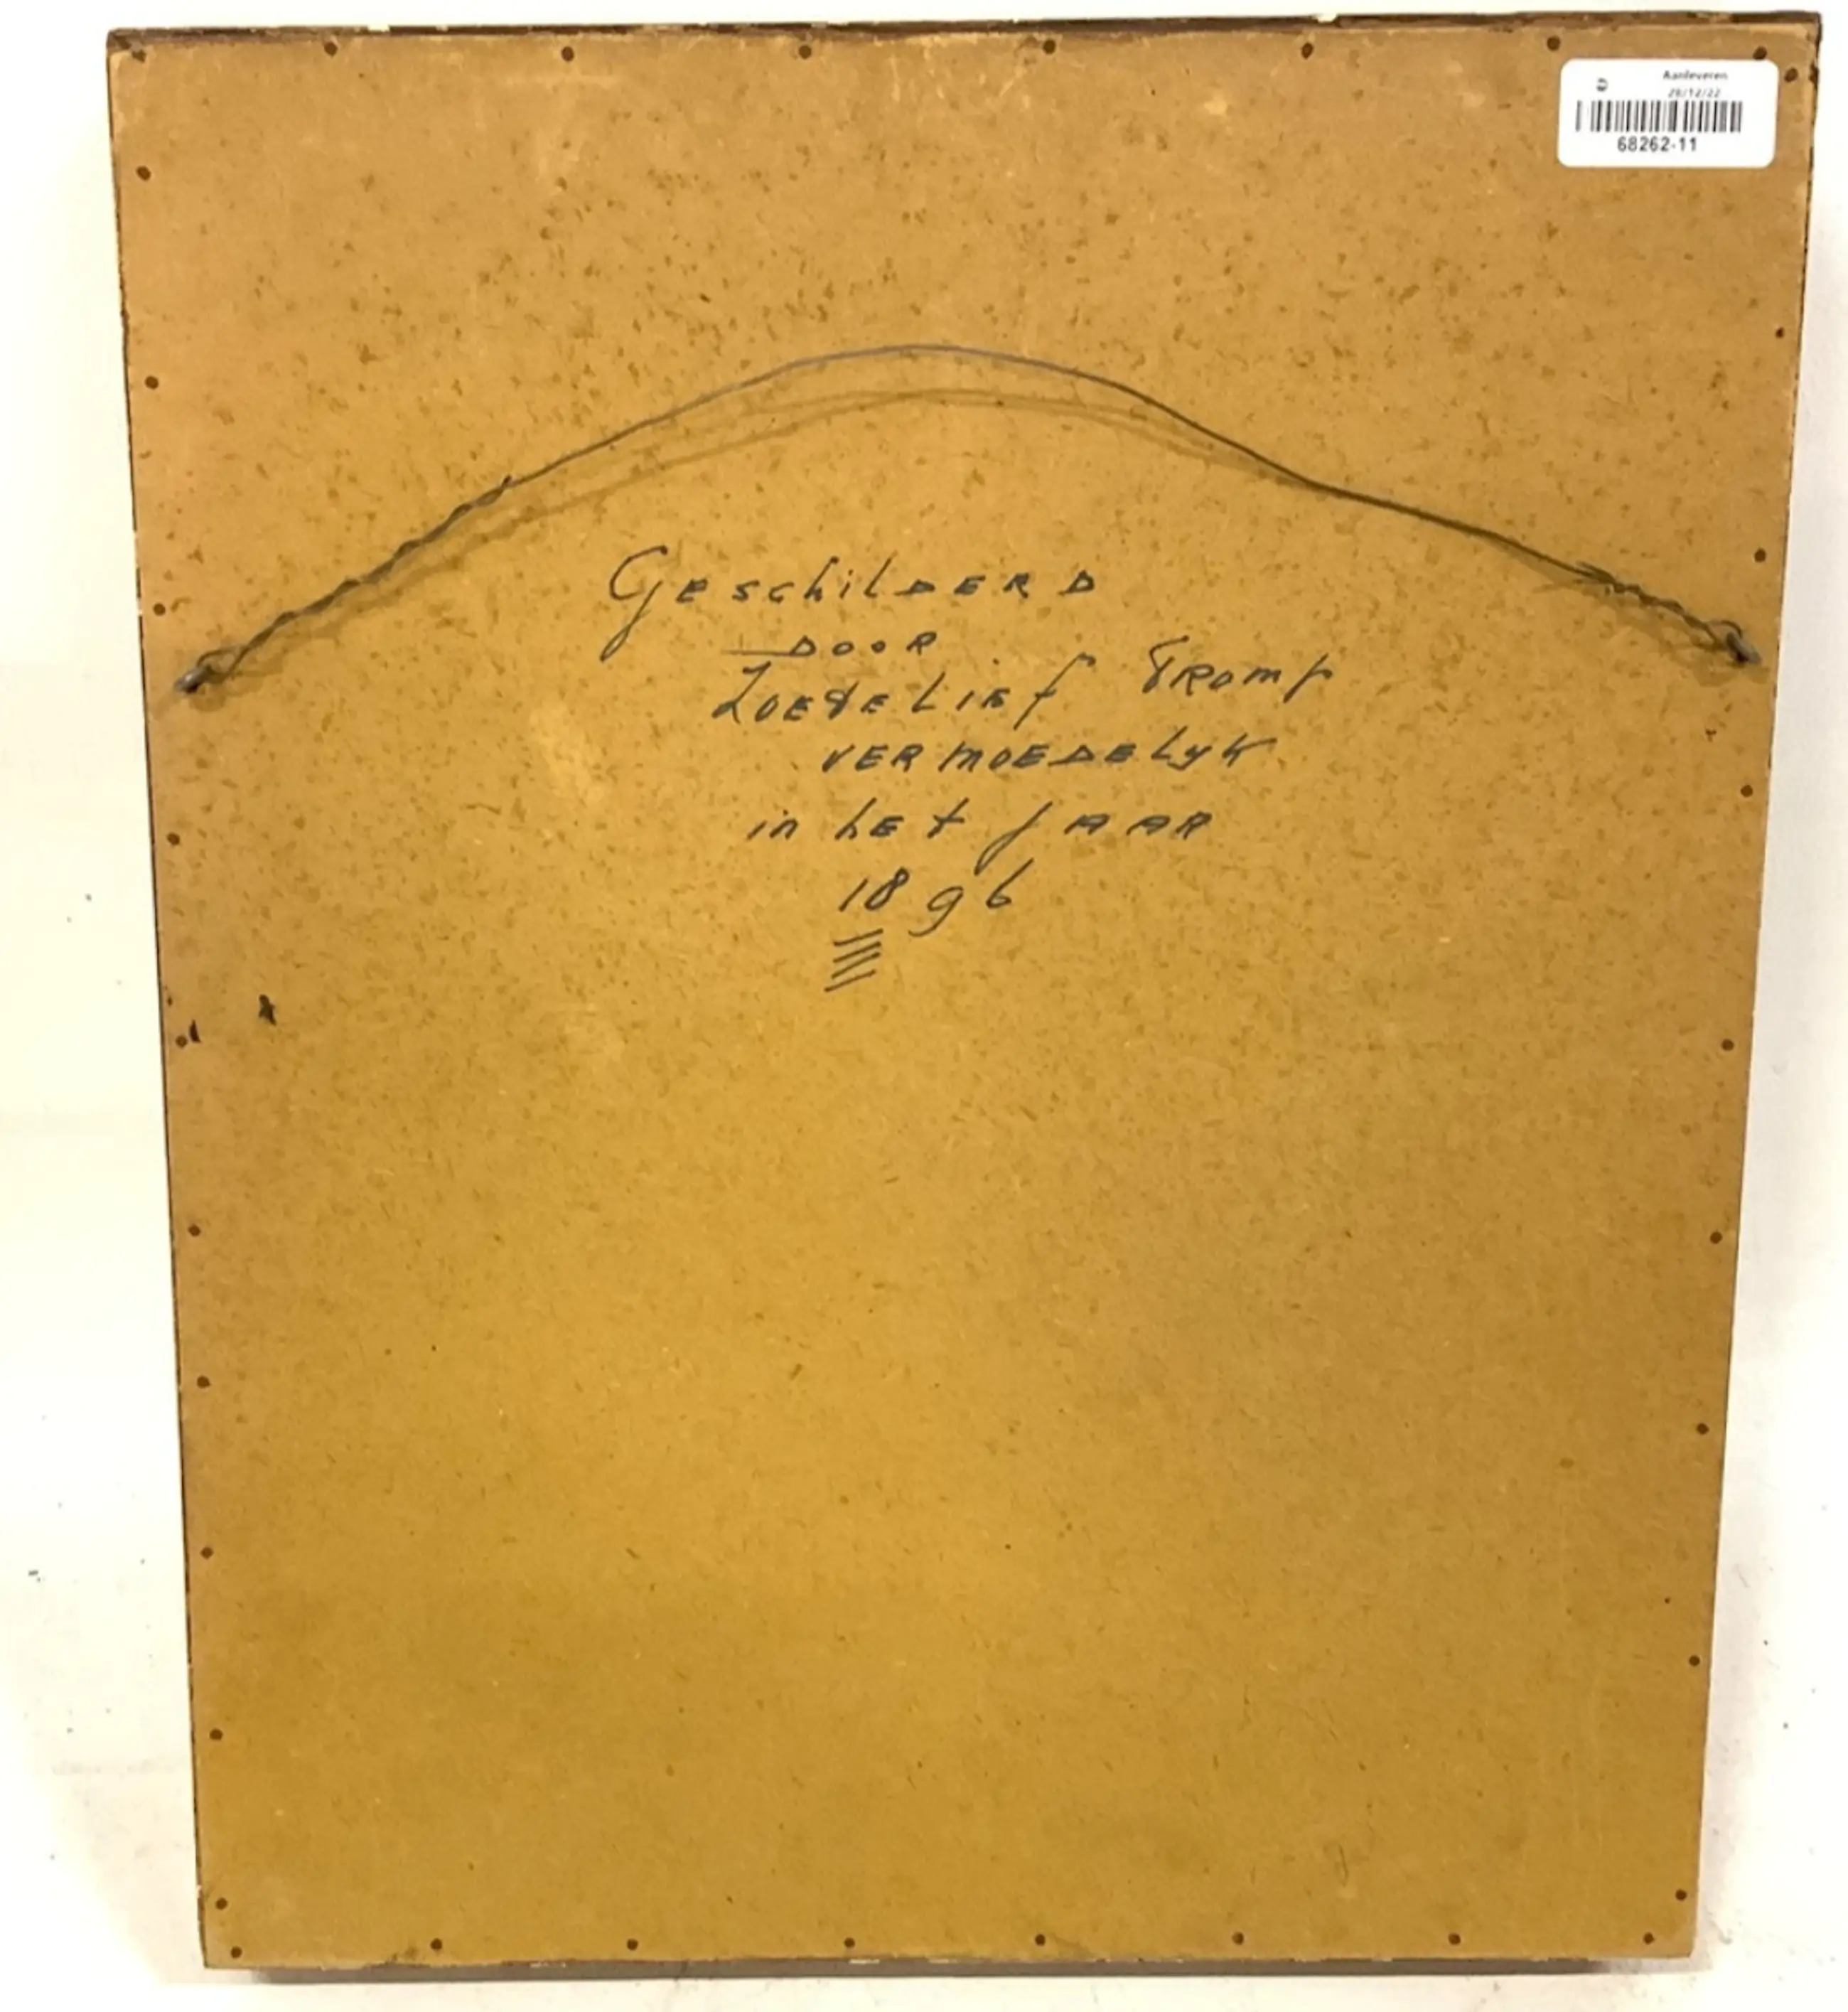 Aanleveren
28/12/22
68262-11
GESchiLDERD
DOOR
ZOETELIEF TROMP
VERMOEDELYK
in hET JAAR
1896